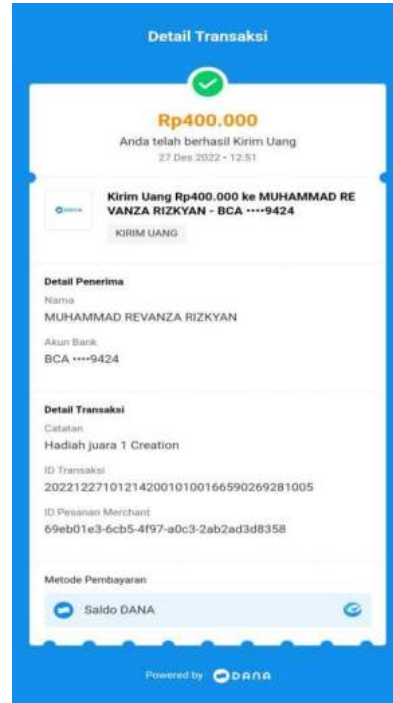 Detail Transaksi
Rp400.000
Anda telah berhasil Kirim Uang
27 Des 2022 • 12:51
DANA
Kirim Uang Rp400.000 ke MUHAMMAD RE
VANZA RIZKYAN - BCA ••••9424
KIRIM UANG
Detail Penerima
Nama
MUHAMMAD REVANZA RIZKYAN
Akun Bank
BCA ••••9424
Detail Transaksi
Catatan
Hadiah juara 1 Creation
ID Transaksi
2022122710121420010100166590269281005
ID Pesanan Merchant
69eb01e3-6cb5-4f97-a0c3-2ab2ad3d8358
Metode Pembayaran
Saldo DANA
Powered by DANA